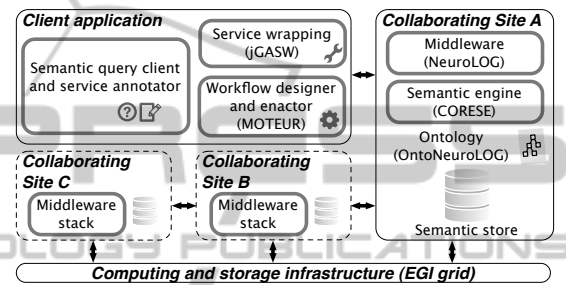 Client application
Semantic query client
and service annotator
Service wrapping
(jGASW)
Workflow designer
and enactor
(MOTEUR)
Collaborating Site A
Middleware
(NeuroLOG)
Semantic engine
(CORESE)
Ontology
(OntoNeuroLOG)
Semantic store
Collaborating
Site C
Middleware
stack
Collaborating
Site B
Middleware
stack
Computing and storage infrastructure (EGI grid)